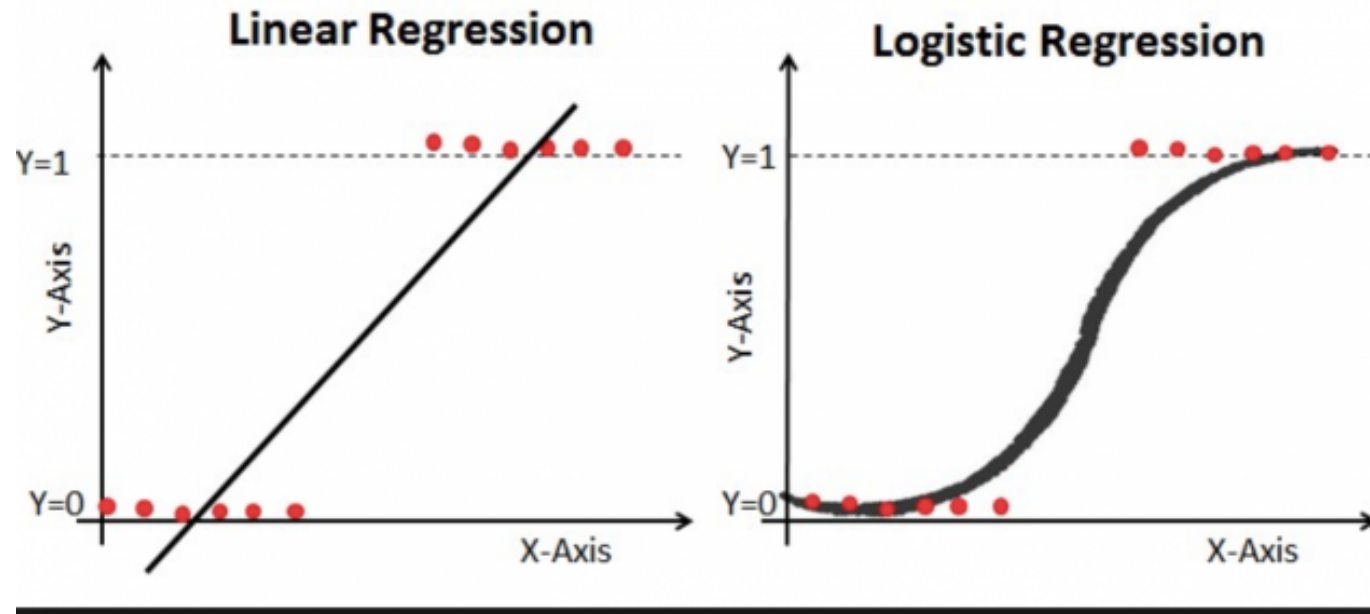 Linear Regression
Y=1
Y-Axis
Y=0
X-Axis
Logistic Regression
Y=1
Y-Axis
Y=0
X-Axis